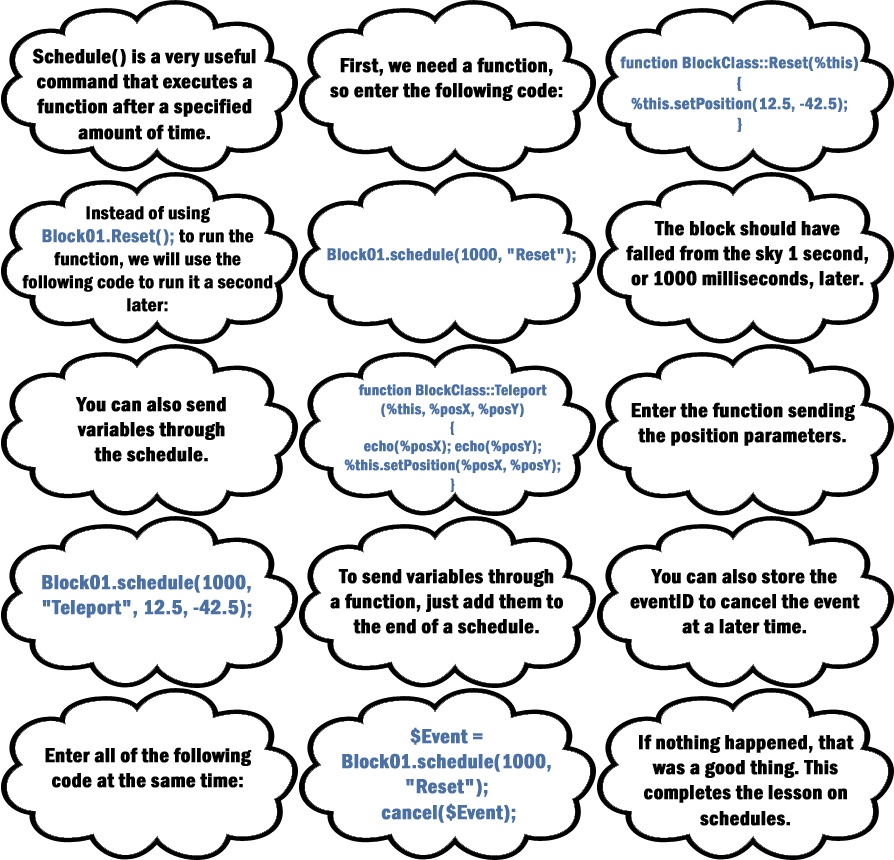 Schedule() is a very useful
command that executes a
function after a specified
amount of time.
First, we need a function,
so enter the following code:
function BlockClass::Reset(%this)
{
%this.setPosition(12.5, -42.5);
}
Instead of using
Block01.Reset(); to run the
function, we will use the
following code to run it a second
later:
Block01.schedule(1000, "Reset");
The block should have
falled from the sky 1 second,
or 1000 milliseconds, later.
You can also send
variables through
the schedule.
function BlockClass::Teleport
(%this, %posX, %posY)
{
echo(%posX); echo(%posY);
%this.setPosition(%posX, %posY);
}
Enter the function sending
the position parameters.
Block01.schedule(1000,
"Teleport", 12.5, -42.5);
To send variables through
a function, just add them to
the end of a schedule.
You can also store the
eventID to cancel the event
at a later time.
Enter all of the following
code at the same time:
$Event =
Block01.schedule(1000,
"Reset");
cancel($Event);
If nothing happened, that
was a good thing. This
completes the lesson on
schedules.